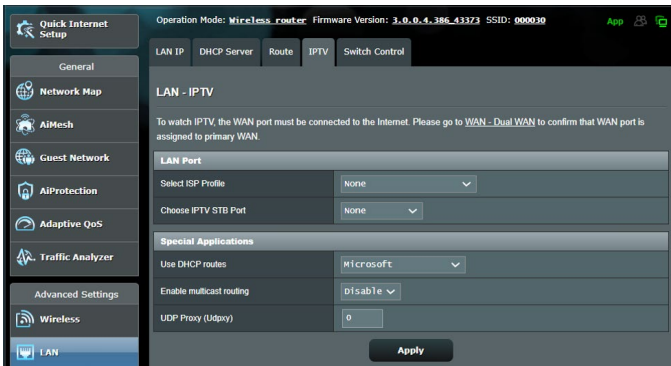 Quick Internet
Setup
Operation Mode: Wireless router Firmware Version: 3.0.0.4.386_43373 SSID: 000030
App
General
Network Map
AiMesh
Guest Network
AiProtection
Adaptive QoS
Traffic Analyzer
Advanced Settings
Wireless
LAN
LAN IP
DHCP Server
Route
IPTV
Switch Control
LAN - IPTV
To watch IPTV, the WAN port must be connected to the Internet. Please go to WAN - Dual WAN to confirm that WAN port is
assigned to primary WAN.
LAN Port
Select ISP Profile
None
Choose IPTV STB Port
None
Special Applications
Use DHCP routes
Microsoft
Enable multicast routing
Disable
UDP Proxy (Udpxy)
0
Apply